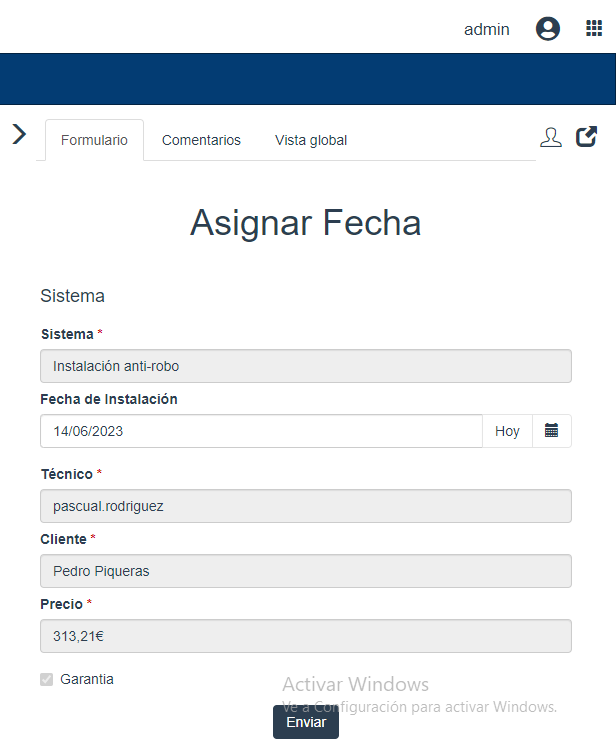 admin
Formulario Comentarios Vista global
Asignar Fecha
Sistema
Sistema *
Instalación anti-robo
Fecha de Instalación
14/06/2023 Hoy
Técnico *
pascual.rodriguez
Cliente *
Pedro Piqueras
Precio *
313,21€
Garantia
Activar Windows
Ve a Configuración para activar Windows.
Enviar